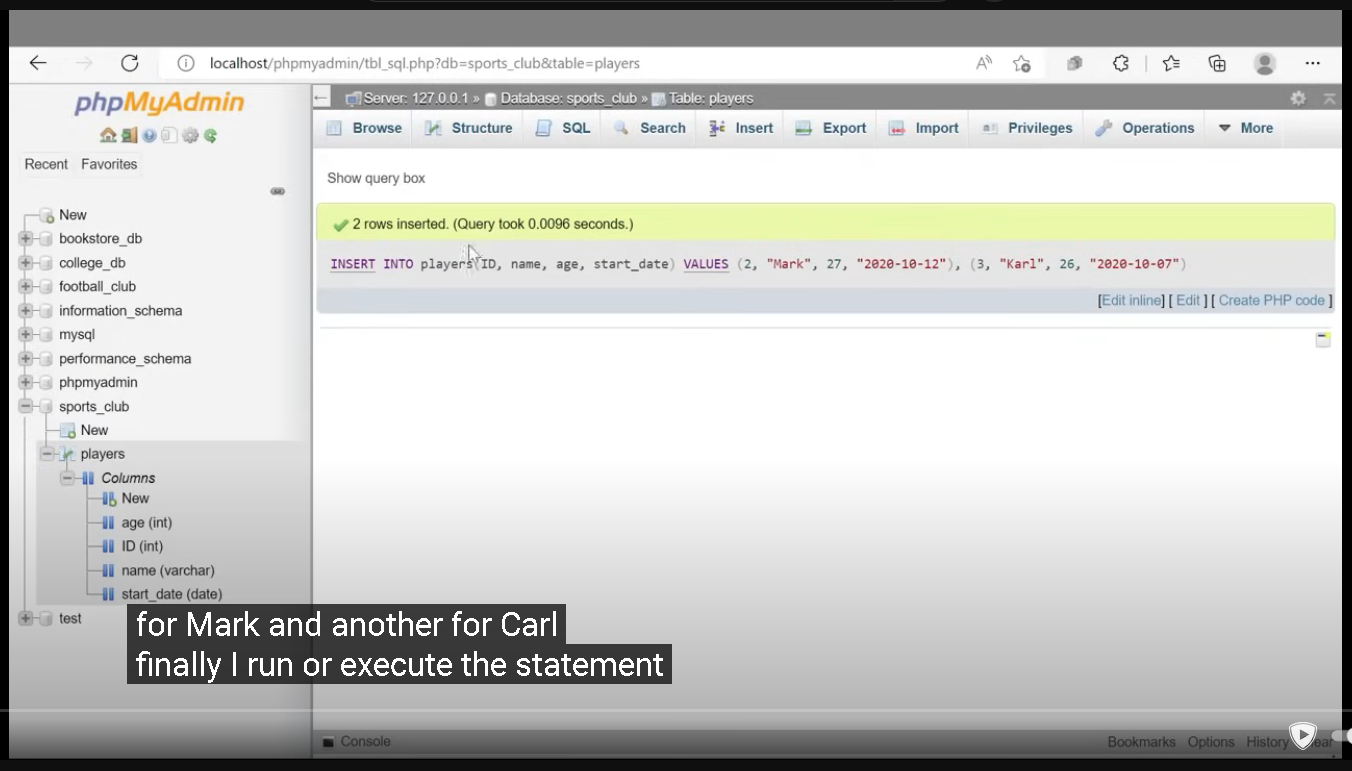 localhost/phpmyadmin/tbl_sql.php?db=sports_club&table=players
phpMyAdmin
Recent Favorites
New
bookstore_db
college_db
football_club
information_schema
mysql
performance_schema
phpmyadmin
sports_club
New
players
Columns
New
age (int)
ID (int)
name (varchar)
start_date (date)
test
Server: 127.0.0.1 » Database: sports_club » Table: players
Browse Structure SQL Search Insert Export Import Privileges Operations More
Show query box
2 rows inserted. (Query took 0.0096 seconds.)
INSERT INTO players(ID, name, age, start_date) VALUES (2, "Mark", 27, "2020-10-12"), (3, "Karl", 26, "2020-10-07")
[Edit inline] [ Edit ] [ Create PHP code ]
for Mark and another for Carl
finally I run or execute the statement
Console Bookmarks Options History